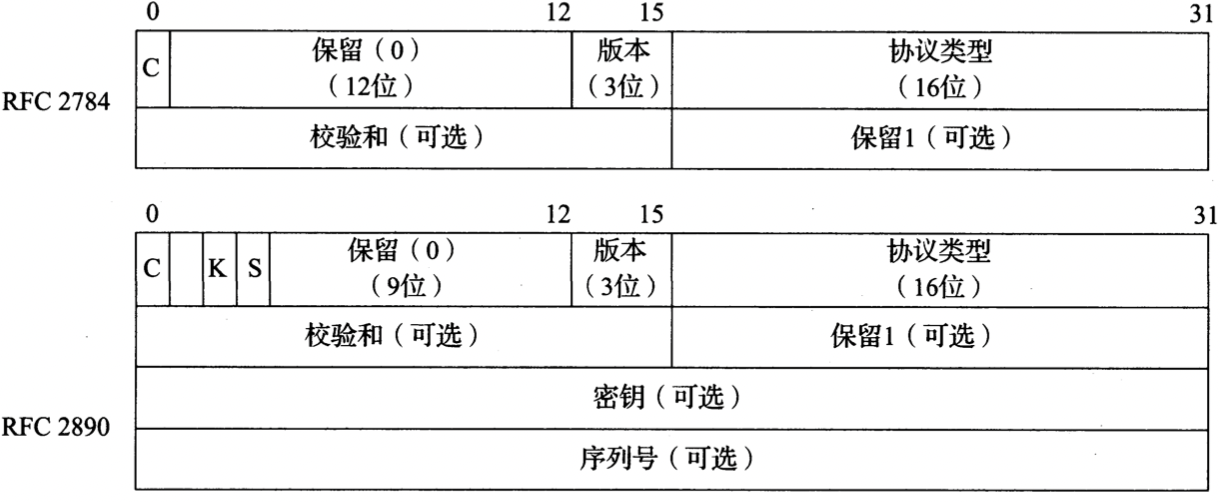 0 12 15 31
RFC 2784
C 保留（0） 版本 协议类型
（12位） （3位） （16位）
校验和（可选） 保留1（可选）
0 12 15 31
RFC 2890
C K S 保留（0） 版本 协议类型
（9位） （3位） （16位）
校验和（可选） 保留1（可选）
密钥（可选）
序列号（可选）